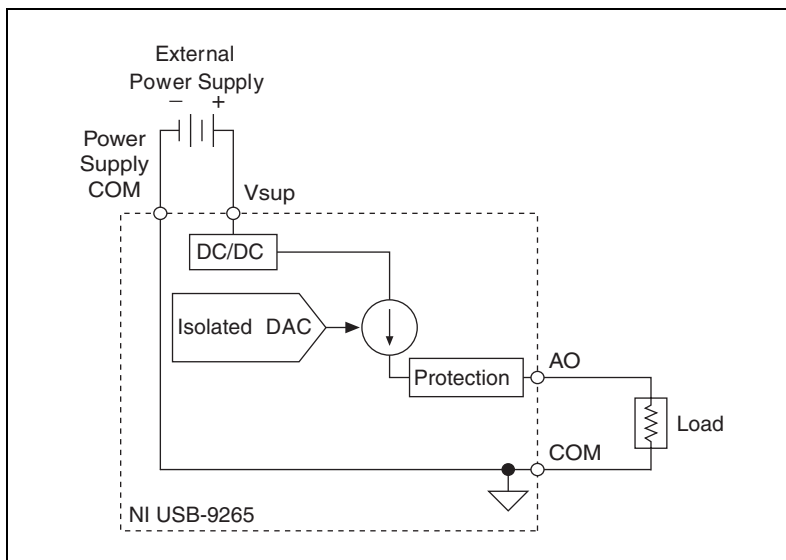 External
Power Supply
− +
Power
Supply
COM
Vsup
DC/DC
Isolated DAC
Protection
AO
Load
COM
NI USB-9265